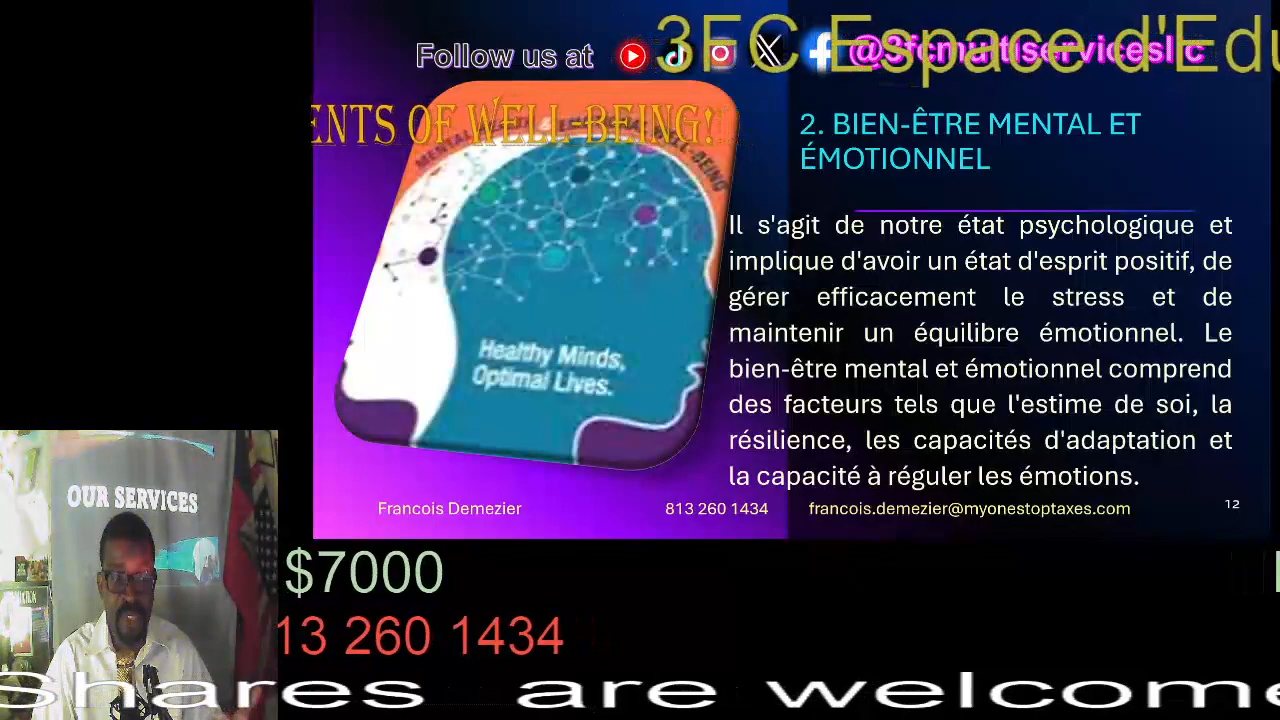 3FC Espace d'Edu
Follow us at
@3fcmultiservicesllc
ENTS OF WELL-BEING!
2. BIEN-ÊTRE MENTAL ET
ÉMOTIONNEL
Il s'agit de notre état psychologique et
implique d'avoir un état d'esprit positif, de
gérer efficacement le stress et de
maintenir un équilibre émotionnel. Le
bien-être mental et émotionnel comprend
des facteurs tels que l'estime de soi, la
résilience, les capacités d'adaptation et
la capacité à réguler les émotions.
Healthy Minds,
Optimal Lives.
Francois Demezier
813 260 1434
francois.demezier@myonestoptaxes.com
12
OUR SERVICES
$7000
13 260 1434
Shares are welcome